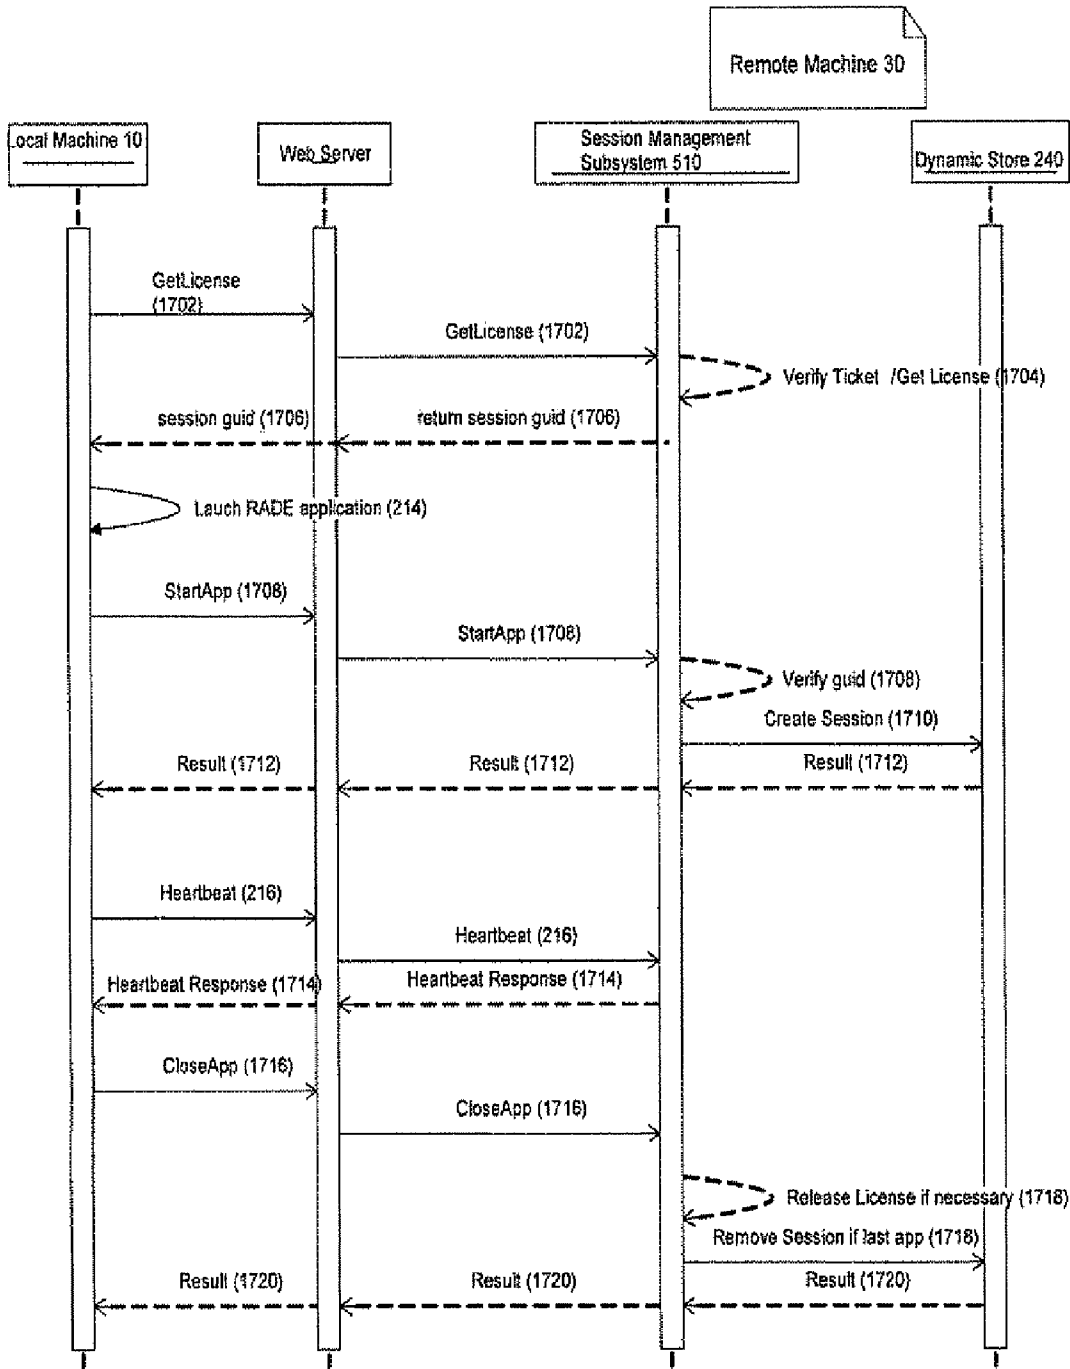 Remote Machine 30
Local Machine 10
Web Server
Session Management
Subsystem 510
Dynamic Store 240
GetLicense
(1702)
GetLicense (1702)
Verify Ticket /Get License (1704)
session guid (1706)
return session guid (1706)
Lauch RADE application (214)
StartApp (1708)
StartApp (1708)
Verify guid (1708)
Create Session (1710)
Result (1712)
Result (1712)
Result (1712)
Heartbeat (216)
Heartbeat (216)
Heartbeat Response (1714)
Heartbeat Response (1714)
CloseApp (1716)
CloseApp (1716)
Release License if necessary (1718)
Remove Session if last app (1718)
Result (1720)
Result (1720)
Result (1720)